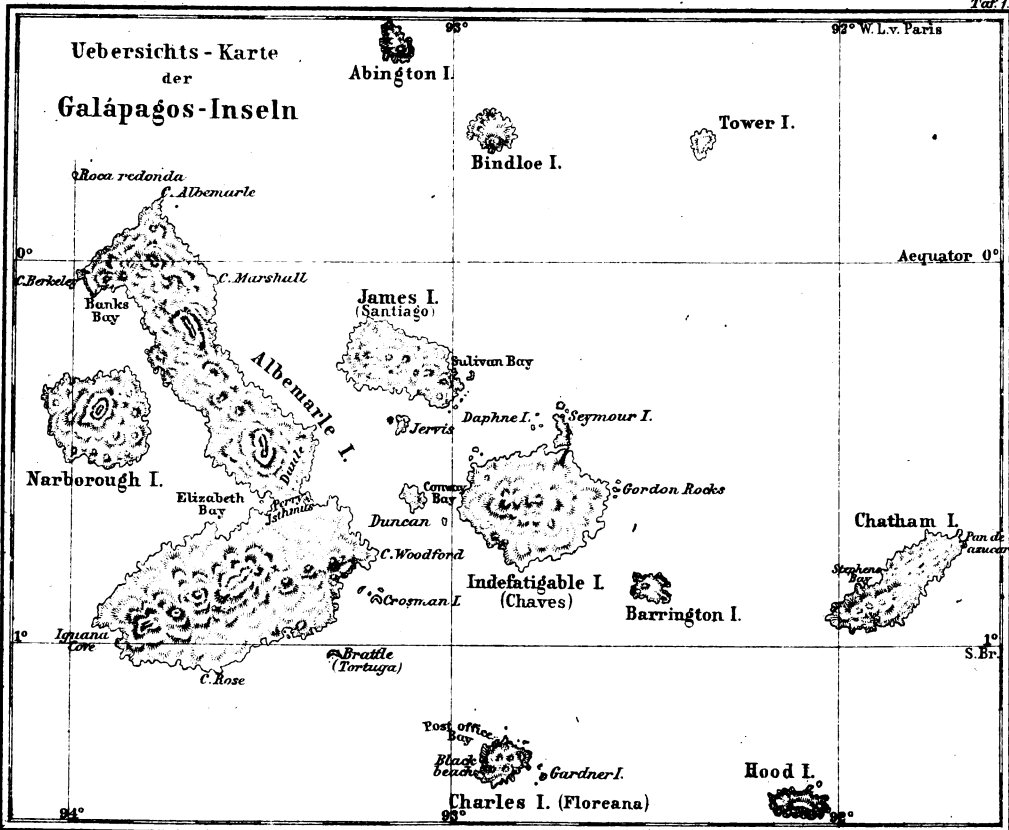 Taf. 1.
93°
92° W. L. v. Paris
Uebersichts-Karte
der
Galápagos-Inseln
Abington I.
Bindloe I.
Tower I.
Roca redonda
C. Albemarle
0°
Aequator 0°
C. Berkeley
C. Marshall
Banks
Bay
James I.
(Santiago)
Sulivan Bay
Albemarle I.
Jervis
Daphne I.
Seymour I.
Narborough I.
Dantle
Elizabeth
Bay
Perry
Isthmus
Conway
Bay
Gordon Rocks
Duncan
Chatham I.
Pan de
azucar
C. Woodford
Stephens
Bay
Indefatigable I.
(Chaves)
Crosman I.
Barrington I.
Iguana
Cove
1°
1°
S. Br.
Brattle
(Tortuga)
C. Rose
Post office
Bay
Black
beach
Gardner I.
Hood I.
Charles I. (Floreana)
94°
93°
92°